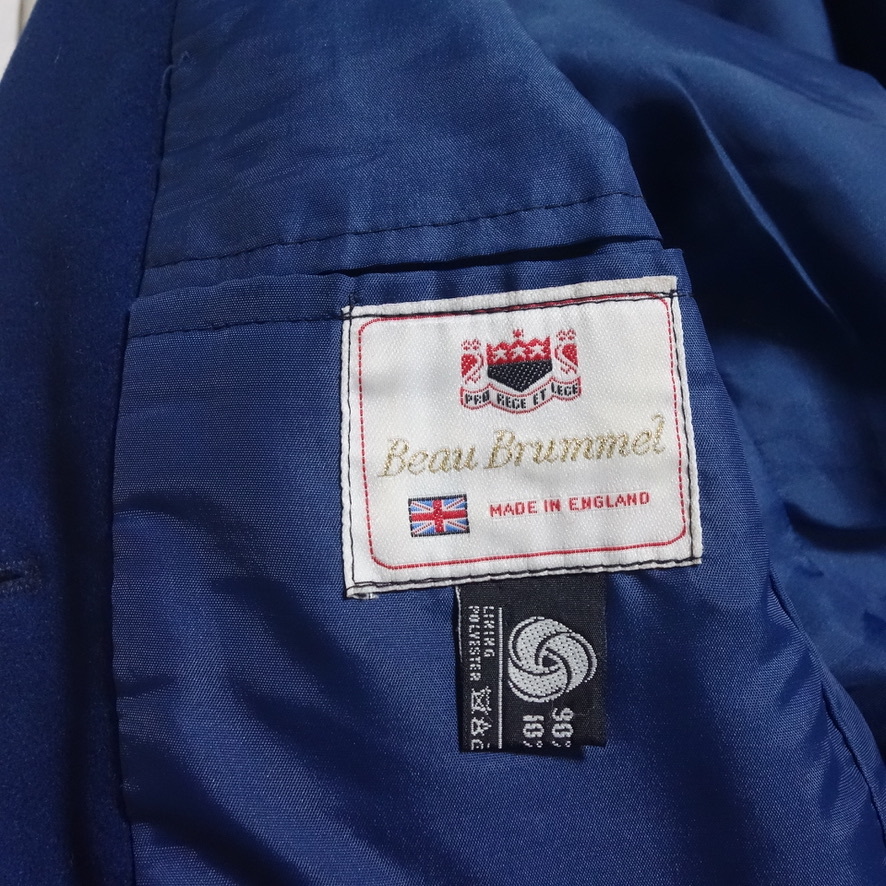 PRO REGE ET LEGE
Beau Brummel
MADE IN ENGLAND
LINING
POLYESTER
90%
10%